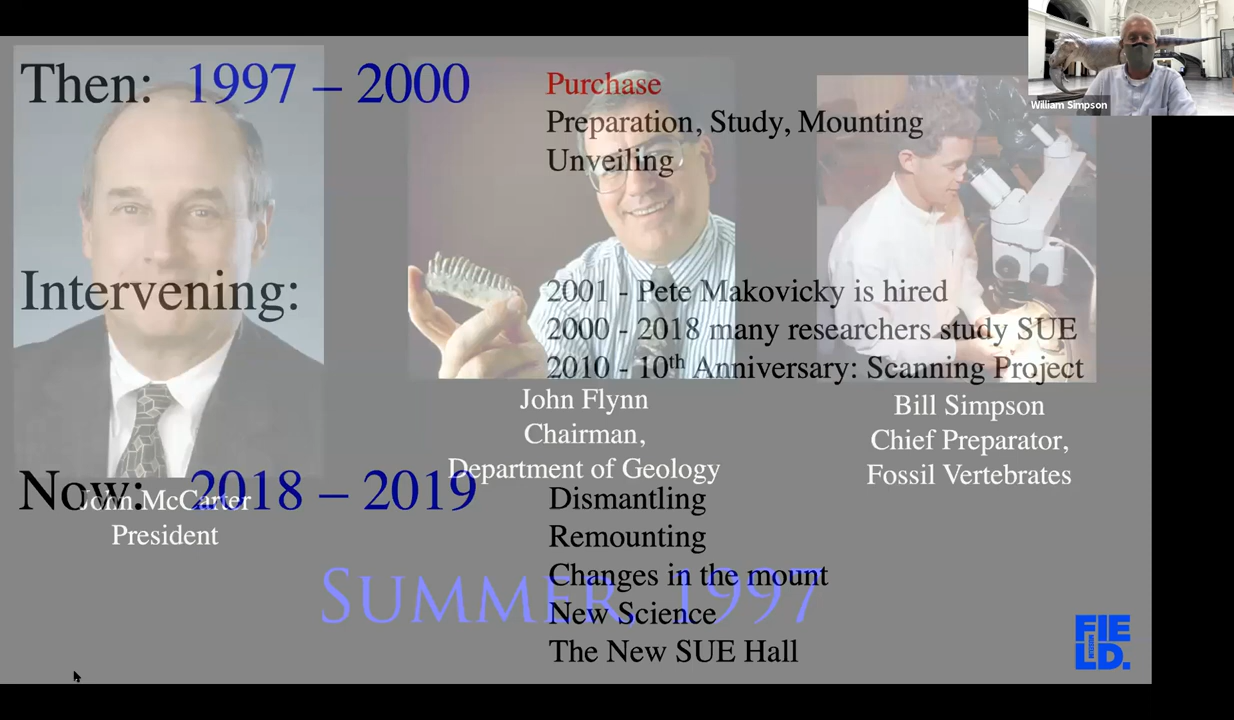 William Simpson
Then: 1997 – 2000
Purchase
Preparation, Study, Mounting
Unveiling
Intervening:
2001 - Pete Makovicky is hired
2000 - 2018 many researchers study SUE
2010 - 10th Anniversary: Scanning Project
John Flynn
Chairman,
Department of Geology
Bill Simpson
Chief Preparator,
Fossil Vertebrates
Now: 2018 – 2019
John McCarter
President
Dismantling
Remounting
Changes in the mount
New Science
The New SUE Hall
SUMMER, 1997
FIELD.